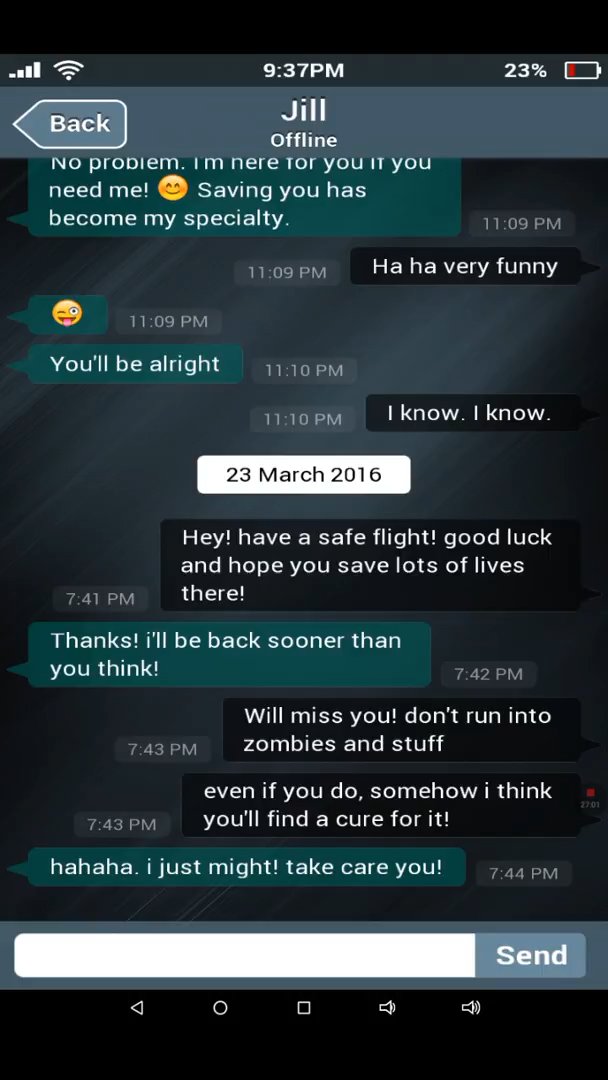 9:37PM
23%
Back
Jill
Offline
No problem. I'm here for you if you
need me! 😊 Saving you has
become my specialty.
11:09 PM
Ha ha very funny
11:09 PM
😜
11:09 PM
You'll be alright
11:10 PM
I know. I know.
11:10 PM
23 March 2016
Hey! have a safe flight! good luck
and hope you save lots of lives
there!
7:41 PM
Thanks! i'll be back sooner than
you think!
7:42 PM
Will miss you! don't run into
zombies and stuff
7:43 PM
even if you do, somehow i think
you'll find a cure for it!
7:43 PM
27:01
hahaha. i just might! take care you!
7:44 PM
Send